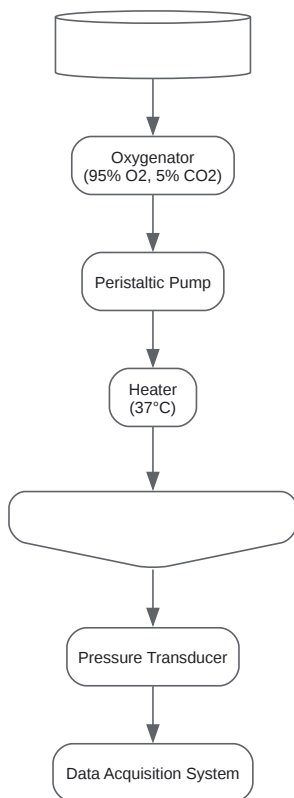 Oxygenator
(95% O2, 5% CO2)
Peristaltic Pump
Heater
(37°C)
Pressure Transducer
Data Acquisition System